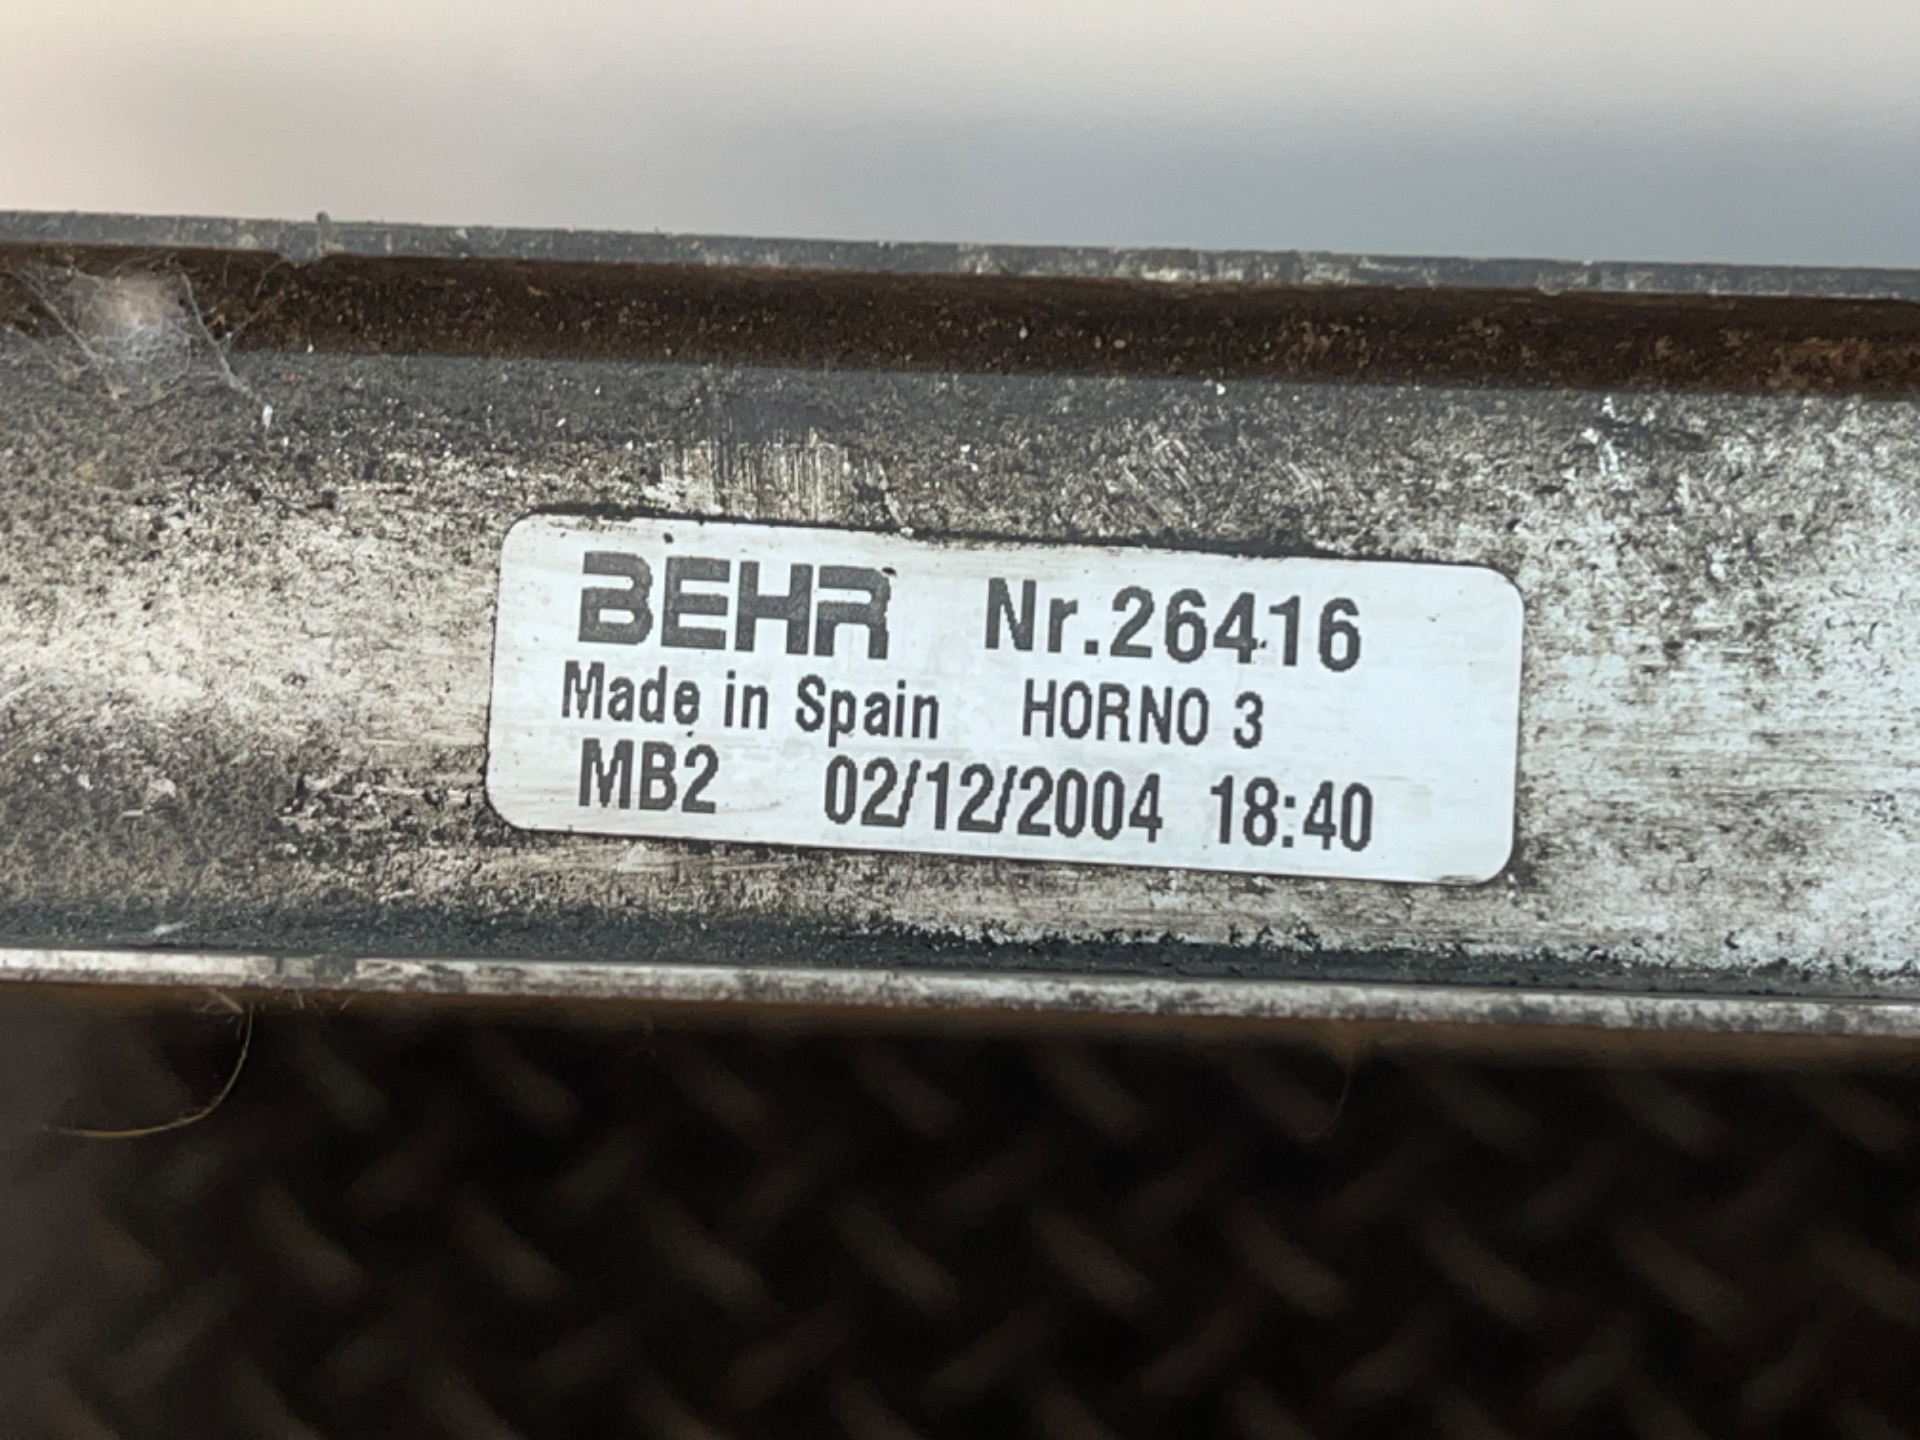 BEHR Nr.26416
Made in Spain HORNO 3
MB2 02/12/2004 18:40